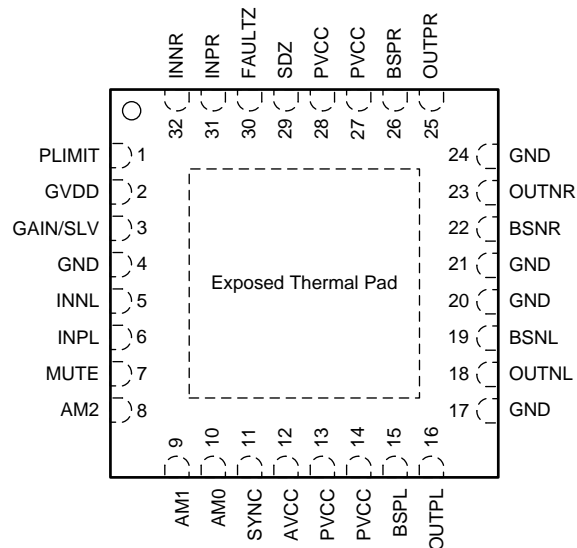 INNR
INPR
FAULTZ
SDZ
PVCC
PVCC
BSPR
OUTPR
32
31
30
29
28
27
26
25
PLIMIT 1
GVDD 2
GAIN/SLV 3
GND 4
INNL 5
INPL 6
MUTE 7
AM2 8
Exposed Thermal Pad
24 GND
23 OUTNR
22 BSNR
21 GND
20 GND
19 BSNL
18 OUTNL
17 GND
9
10
11
12
13
14
15
16
AM1
AM0
SYNC
AVCC
PVCC
PVCC
BSPL
OUTPL